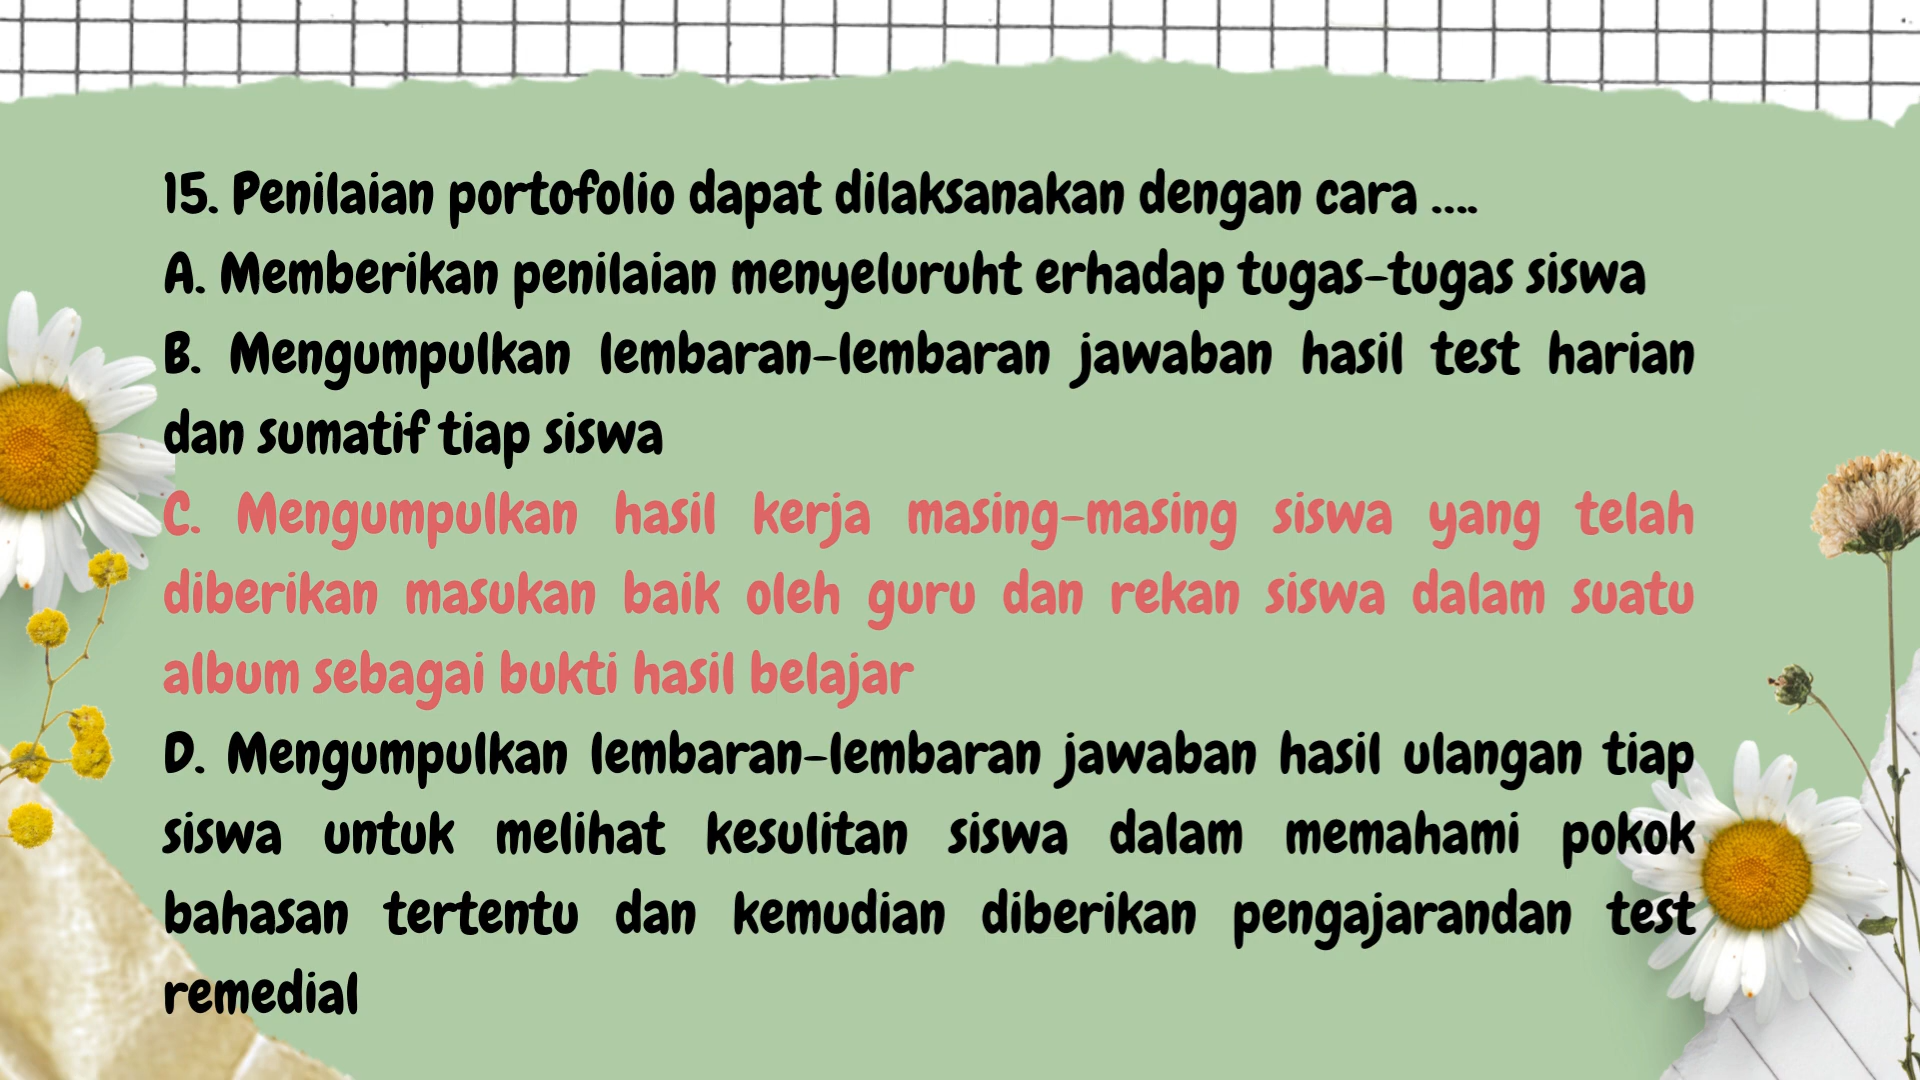 15. Penilaian portofolio dapat dilaksanakan dengan cara ....
A. Memberikan penilaian menyeluruht erhadap tugas-tugas siswa
B. Mengumpulkan lembaran-lembaran jawaban hasil test harian
dan sumatif tiap siswa
C. Mengumpulkan hasil kerja masing-masing siswa yang telah
diberikan masukan baik oleh guru dan rekan siswa dalam suatu
album sebagai bukti hasil belajar
D. Mengumpulkan lembaran-lembaran jawaban hasil ulangan tiap
siswa untuk melihat kesulitan siswa dalam memahami pokok
bahasan tertentu dan kemudian diberikan pengajarandan test
remedial